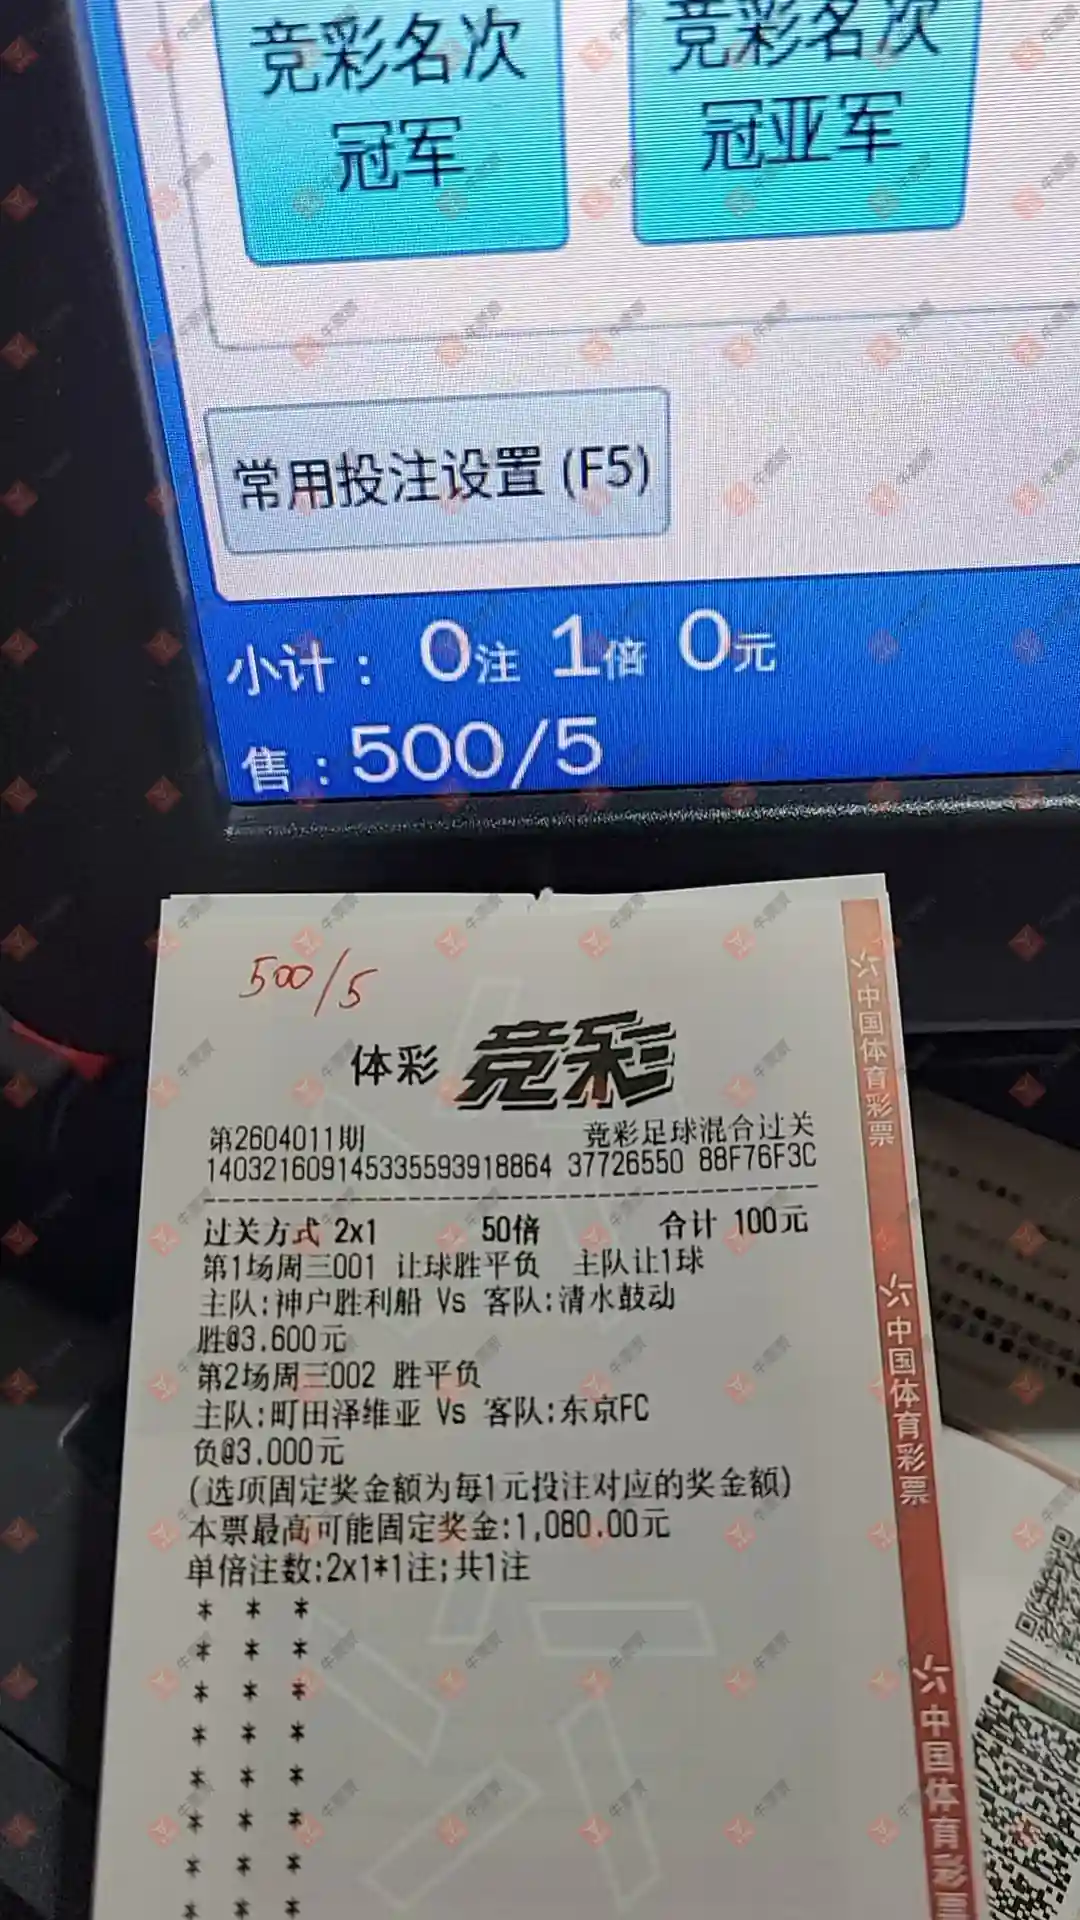 竞彩名次
冠军
竞彩名次
冠亚军
常用投注设置 (F5)
小计： 0注 1倍 0元
售：500/5
500/5
体彩 竞彩
第2604011期 竞彩足球混合过关
140321609145335593918864 37726550 88F76F3C
过关方式 2x1 50倍 合计 100元
第1场周三001 让球胜平负 主队让1球
主队:神户胜利船 Vs 客队:清水鼓动
胜@3.600元
第2场周三002 胜平负
主队:町田泽维亚 Vs 客队:东京FC
负@3.000元
(选项固定奖金额为每1元投注对应的奖金额)
本票最高可能固定奖金:1,080.00元
单倍注数:2x1*1注;共1注
* * *
* * *
* * *
* * *
* * *
* * *
* * *
* * *
中国体育彩票
中国体育彩票
中国体育彩票